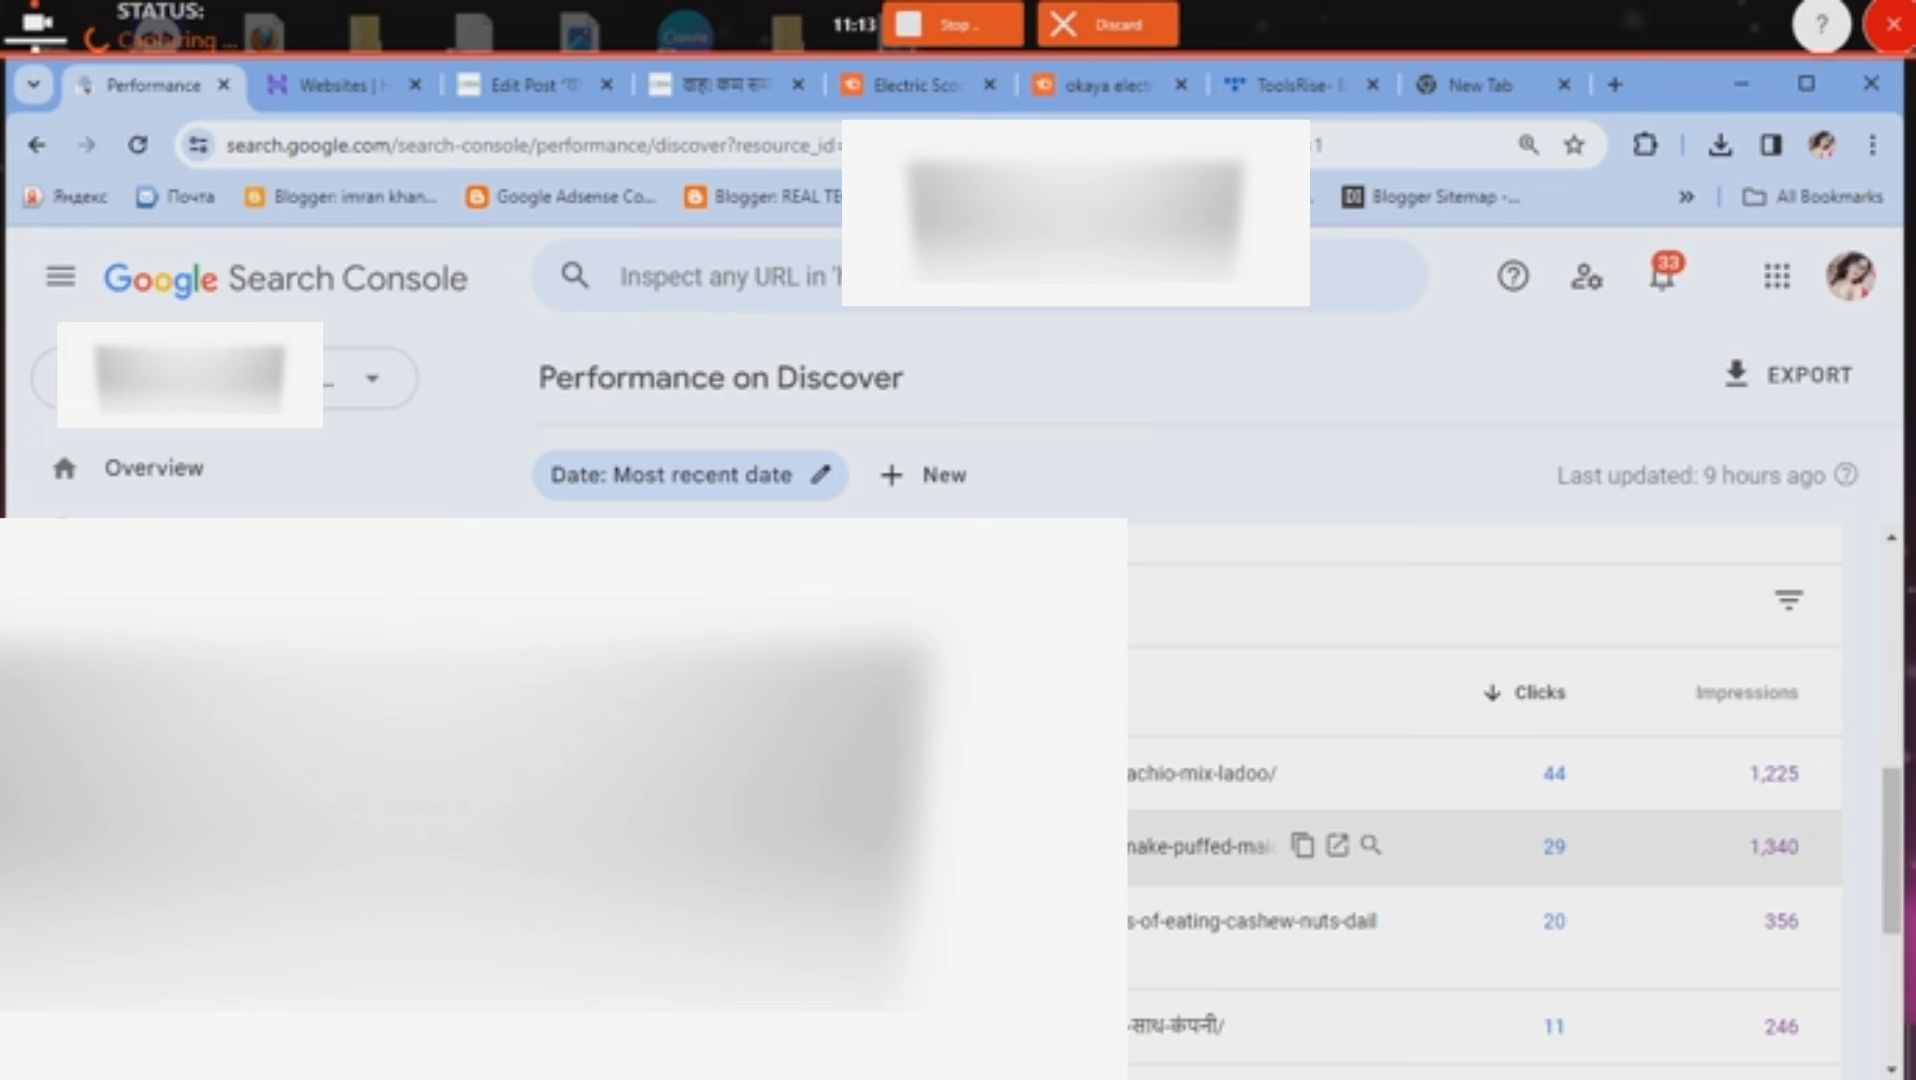 STATUS:
Capturing ...
11:13
Stop ..
Discard
?
Performance
Websites | H
Edit Post "
Electric Sco
okaya elect
ToolsRise- E
New Tab
search.google.com/search-console/performance/discover?resource_id=
1
Яндекс
Почта
Blogger: imran khan...
Google Adsense Co...
Blogger: REAL TE
Blogger Sitemap -...
All Bookmarks
Google Search Console
Inspect any URL in 'h
33
Performance on Discover
EXPORT
Overview
Date: Most recent date
+ New
Last updated: 9 hours ago
Clicks
Impressions
achio-mix-ladoo/
44
1,225
make-puffed-mai
29
1,340
s-of-eating-cashew-nuts-dail
20
356
-साथ-कंपनी/
11
246